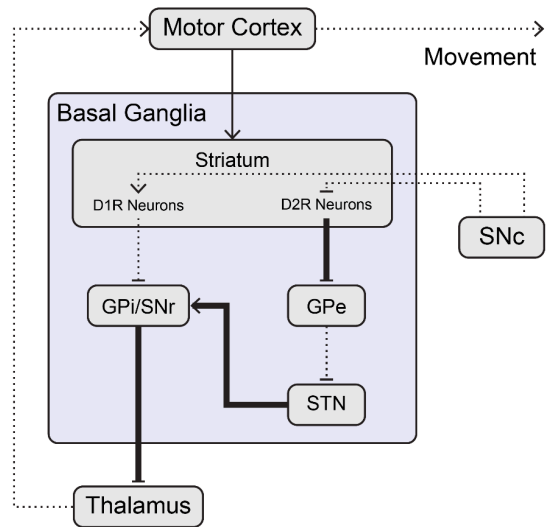 Motor Cortex
Movement
Basal Ganglia
Striatum
D1R Neurons
D2R Neurons
SNc
GPi/SNr
GPe
STN
Thalamus